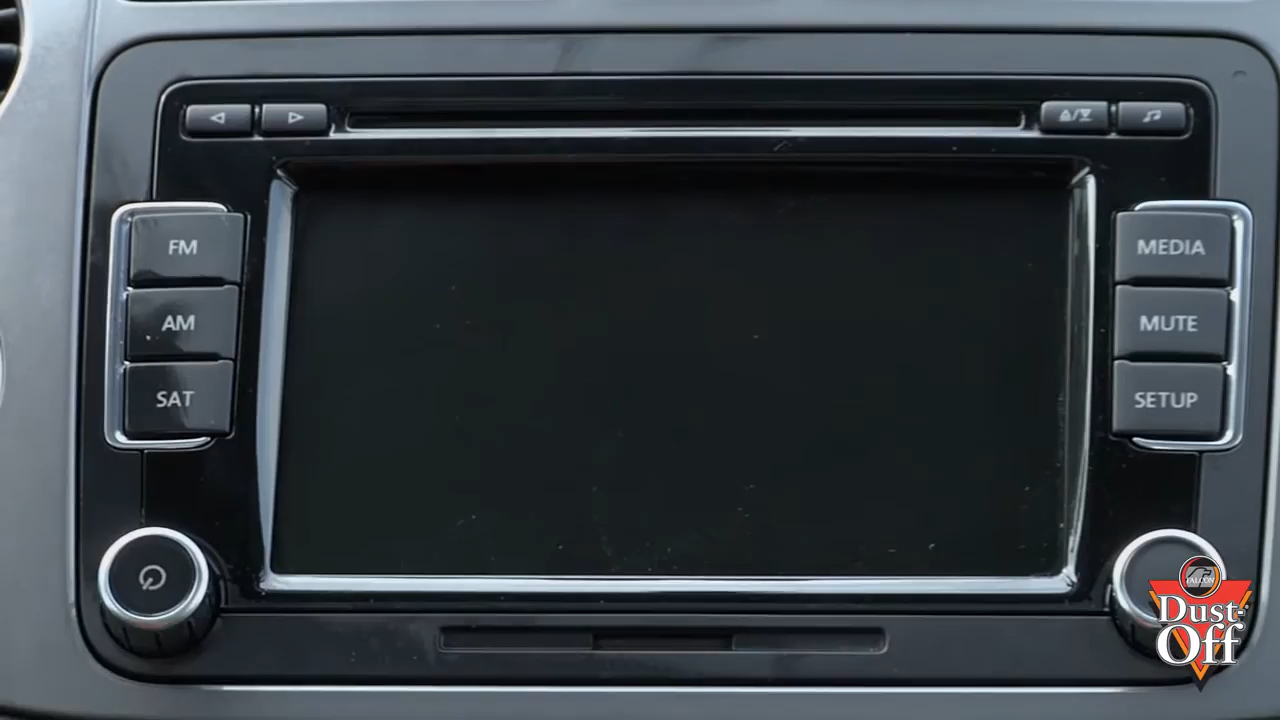 FM
AM
SAT
MEDIA
MUTE
SETUP
FALCON
Dust-
Off